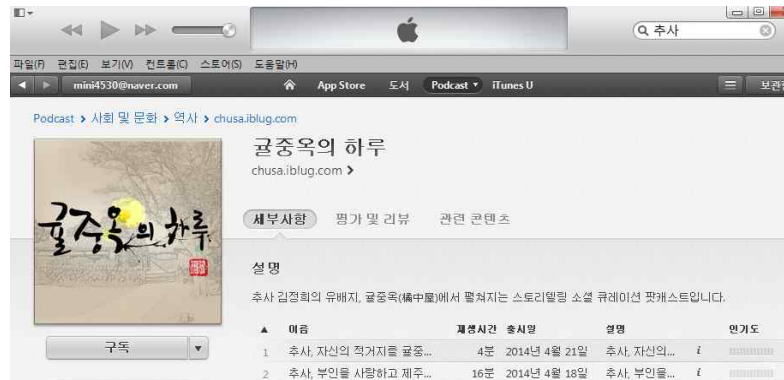 추사
파일(F) 편집(E) 보기(V) 컨트롤(C) 스토어(S) 도움말(H)
mini4530@naver.com App Store 도서 Podcast iTunes U 보관
Podcast > 사회 및 문화 > 역사 > chusa.iblug.com
귤중옥의 하루
chusa.iblug.com >
귤중옥의 하루
세부사항 평가 및 리뷰 관련 콘텐츠
설명
추사 김정희의 유배지, 귤중옥(橘中屋)에서 펼쳐지는 스토리텔링 소셜 큐레이션 팟캐스트입니다.
구독
▲ 이름 재생시간 출시일 설명 인기도
1 추사, 자신의 적거지를 귤중... 4분 2014년 4월 21일 추사, 자신의... i
2 추사, 부인을 사랑하고 제주... 16분 2014년 4월 18일 추사, 부인을... i